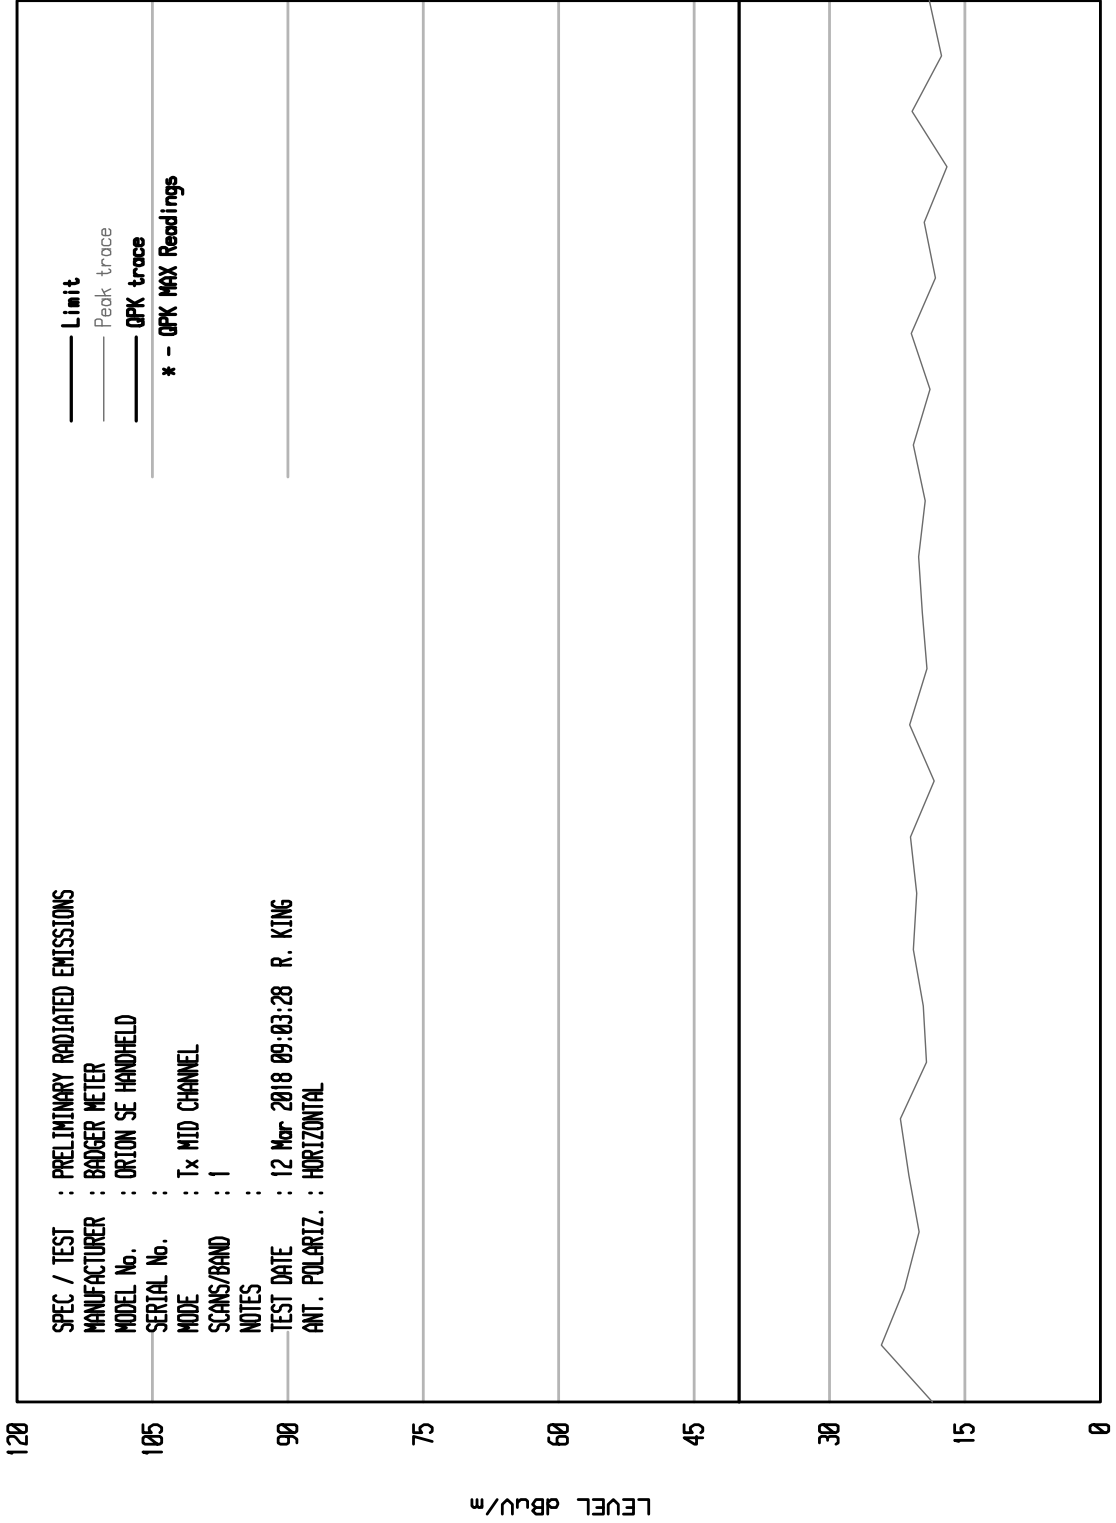 SPEC / TEST : PRELIMINARY RADIATED EMISSIONS
MANUFACTURER : BADGER METER
MODEL No. : ORION SE HANDHELD
SERIAL No. :
MODE : Tx MID CHANNEL
SCANS/BAND : 1
NOTES :
TEST DATE : 12 Mar 2018 09:03:28 R. KING
ANT. POLARIZ. : HORIZONTAL
Limit
Peak trace
QPK trace
* - QPK MAX Readings
LEVEL dBuV/m
120
105
90
75
60
45
30
15
0